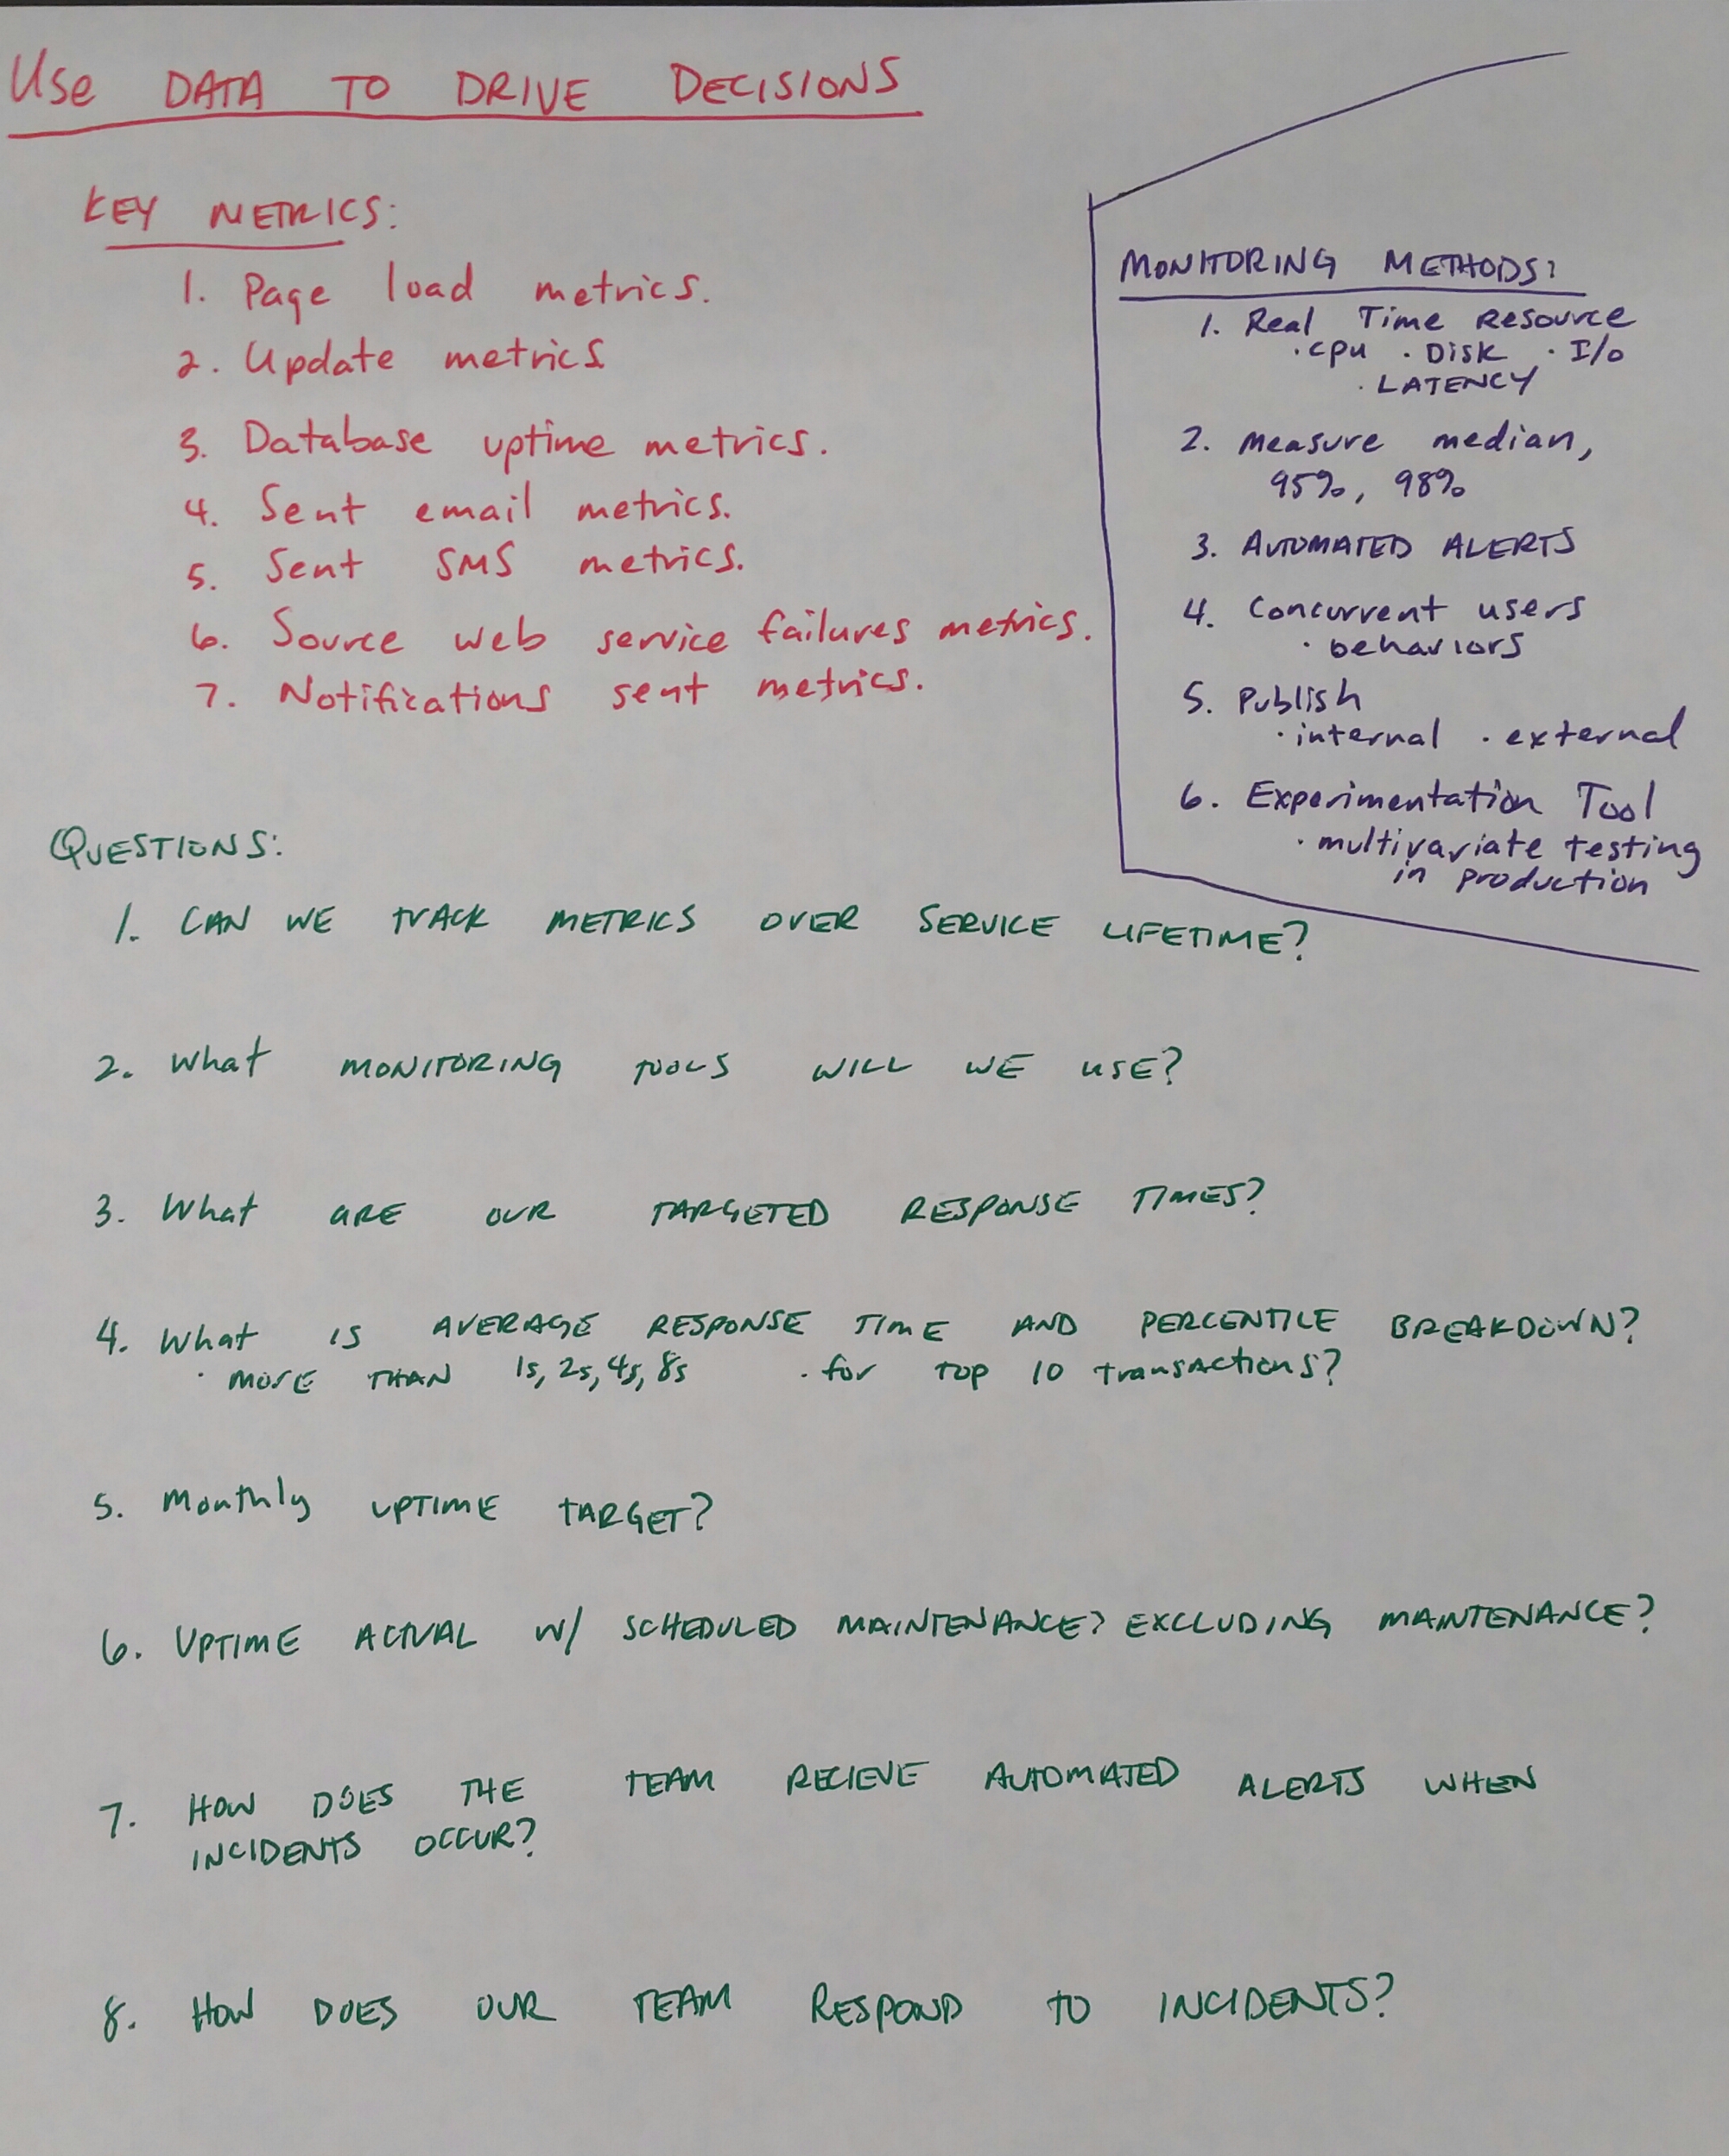 Use DATA TO DRIVE DECISIONS
KEY METRICS:
1. Page load metrics.
2. Update metrics
3. Database uptime metrics.
4. Sent email metrics.
5. Sent SMS metrics.
6. Source web service failures metrics.
7. Notifications sent metrics.
MONITORING METHODS:
1. Real Time Resource
· CPU · Disk · I/O
· LATENCY
2. Measure median,
95%, 98%
3. AUTOMATED ALERTS
4. Concurrent users
· behaviors
5. Publish
· internal · external
6. Experimentation Tool
· multivariate testing
in production
QUESTIONS:
1. CAN WE TRACK METRICS OVER SERVICE LIFETIME?
2. What MONITORING TOOLS WILL WE USE?
3. What ARE OUR TARGETED RESPONSE TIMES?
4. What IS AVERAGE RESPONSE TIME AND PERCENTILE BREAKDOWN?
· MORE THAN 1s, 2s, 4s, 8s · for TOP 10 Transactions?
5. Monthly UPTIME TARGET?
6. UPTIME ACTUAL W/ SCHEDULED MAINTENANCE? EXCLUDING MAINTENANCE?
7. HOW DOES THE TEAM RECIEVE AUTOMATED ALERTS WHEN
INCIDENTS OCCUR?
8. HOW DOES OUR TEAM RESPOND TO INCIDENTS?